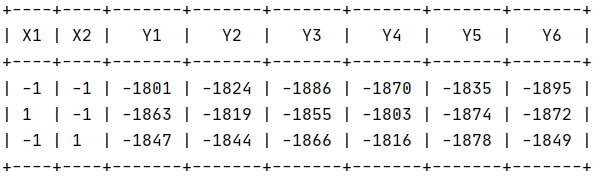 +----+----+-------+-------+-------+-------+-------+-------+
| X1 | X2 |   Y1  |   Y2  |   Y3  |   Y4  |   Y5  |   Y6  |
+----+----+-------+-------+-------+-------+-------+-------+
| -1 | -1 | -1801 | -1824 | -1886 | -1870 | -1835 | -1895 |
| 1  | -1 | -1863 | -1819 | -1855 | -1803 | -1874 | -1872 |
| -1 | 1  | -1847 | -1844 | -1866 | -1816 | -1878 | -1849 |
+----+----+-------+-------+-------+-------+-------+-------+